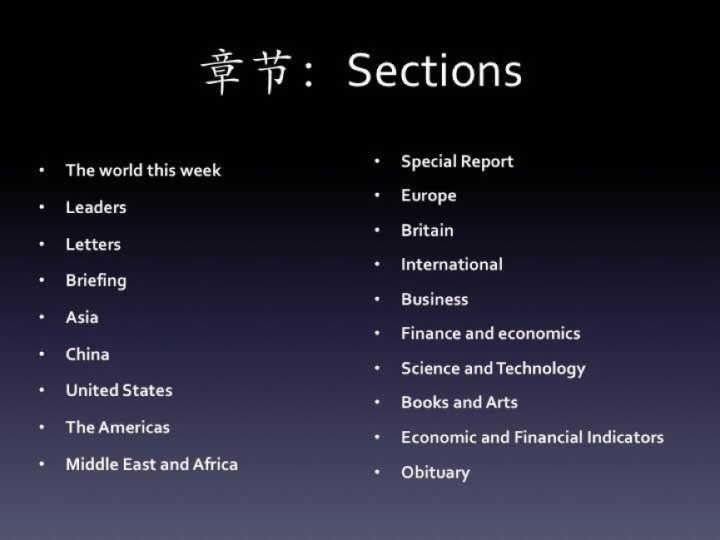 章节：Sections
• The world this week
• Leaders
• Letters
• Briefing
• Asia
• China
• United States
• The Americas
• Middle East and Africa
• Special Report
• Europe
• Britain
• International
• Business
• Finance and economics
• Science and Technology
• Books and Arts
• Economic and Financial Indicators
• Obituary